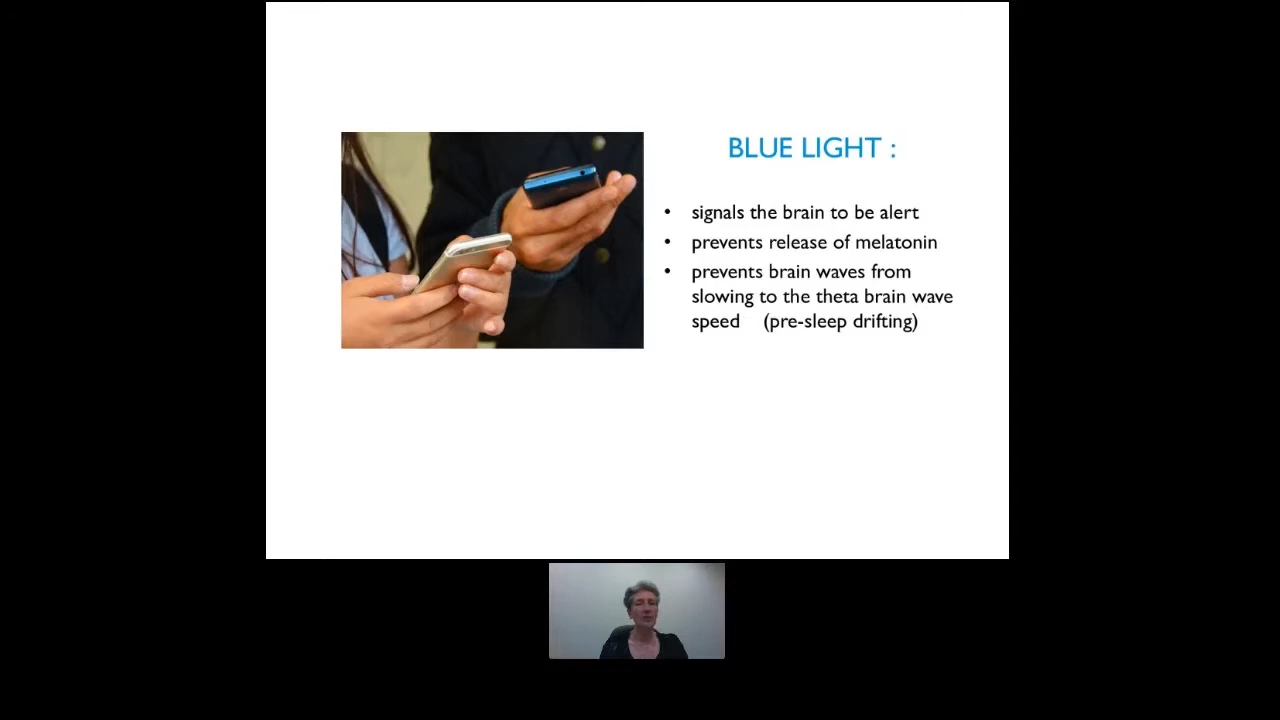 BLUE LIGHT :
• signals the brain to be alert
• prevents release of melatonin
• prevents brain waves from
slowing to the theta brain wave
speed (pre-sleep drifting)